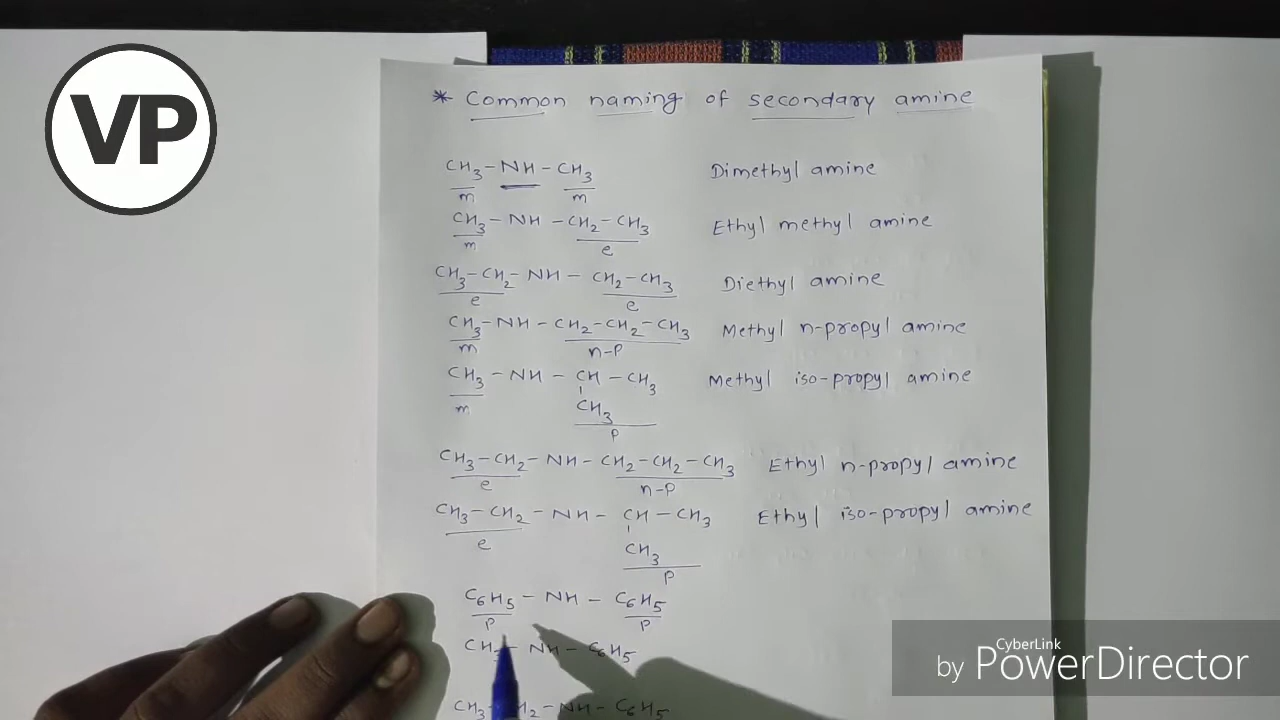 VP
* Common naming of secondary amine
CH3-NH-CH3 Dimethyl amine
m m
CH3-NH-CH2-CH3 Ethyl methyl amine
m e
CH3-CH2-NH-CH2-CH3 Diethyl amine
e e
CH3-NH-CH2-CH2-CH3 Methyl n-propyl amine
m n-P
CH3-NH-CH-CH3 Methyl iso-propyl amine
CH3
m P
CH3-CH2-NH-CH2-CH2-CH3 Ethyl n-propyl amine
e n-P
CH3-CH2-NH-CH-CH3 Ethyl iso-propyl amine
CH3
e P
C6H5-NH-C6H5
P P
NH-C6H5
CH3 NH-C6H5
CyberLink
by PowerDirector